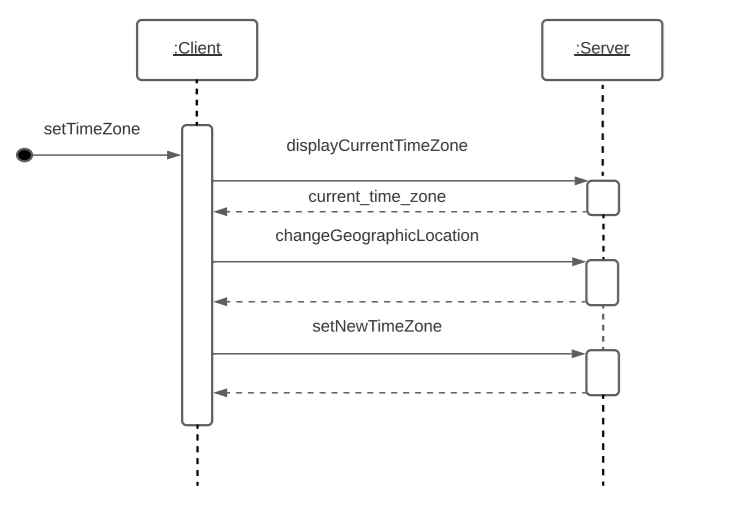 :Client
:Server
setTimeZone
displayCurrentTimeZone
current_time_zone
changeGeographicLocation
setNewTimeZone